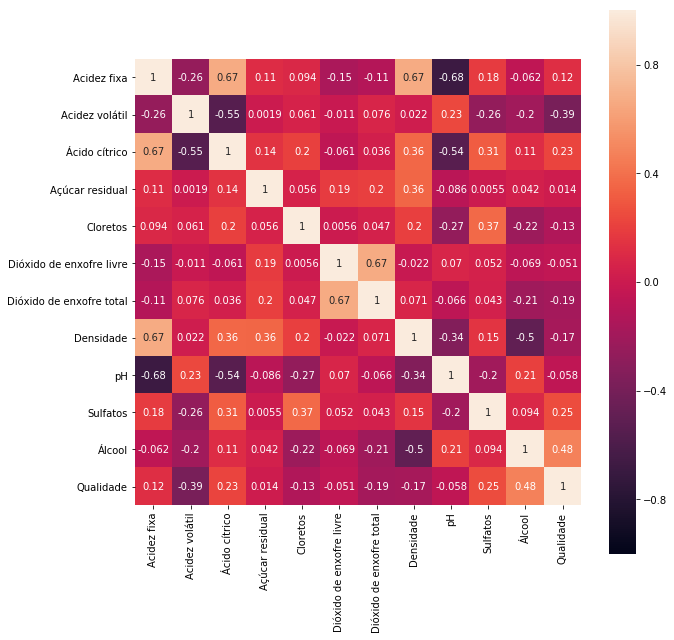 Acidez fixa 1 -0.26 0.67 0.11 0.094 -0.15 -0.11 0.67 -0.68 0.18 -0.062 0.12
Acidez volátil -0.26 1 -0.55 0.0019 0.061 -0.011 0.076 0.022 0.23 -0.26 -0.2 -0.39
Ácido cítrico 0.67 -0.55 1 0.14 0.2 -0.061 0.036 0.36 -0.54 0.31 0.11 0.23
Açúcar residual 0.11 0.0019 0.14 1 0.056 0.19 0.2 0.36 -0.086 0.0055 0.042 0.014
Cloretos 0.094 0.061 0.2 0.056 1 0.0056 0.047 0.2 -0.27 0.37 -0.22 -0.13
Dióxido de enxofre livre -0.15 -0.011 -0.061 0.19 0.0056 1 0.67 -0.022 0.07 0.052 -0.069 -0.051
Dióxido de enxofre total -0.11 0.076 0.036 0.2 0.047 0.67 1 0.071 -0.066 0.043 -0.21 -0.19
Densidade 0.67 0.022 0.36 0.36 0.2 -0.022 0.071 1 -0.34 0.15 -0.5 -0.17
pH -0.68 0.23 -0.54 -0.086 -0.27 0.07 -0.066 -0.34 1 -0.2 0.21 -0.058
Sulfatos 0.18 -0.26 0.31 0.0055 0.37 0.052 0.043 0.15 -0.2 1 0.094 0.25
Álcool -0.062 -0.2 0.11 0.042 -0.22 -0.069 -0.21 -0.5 0.21 0.094 1 0.48
Qualidade 0.12 -0.39 0.23 0.014 -0.13 -0.051 -0.19 -0.17 -0.058 0.25 0.48 1
Acidez fixa
Acidez volátil
Ácido cítrico
Açúcar residual
Cloretos
Dióxido de enxofre livre
Dióxido de enxofre total
Densidade
pH
Sulfatos
Álcool
Qualidade
0.8
0.4
0.0
-0.4
-0.8